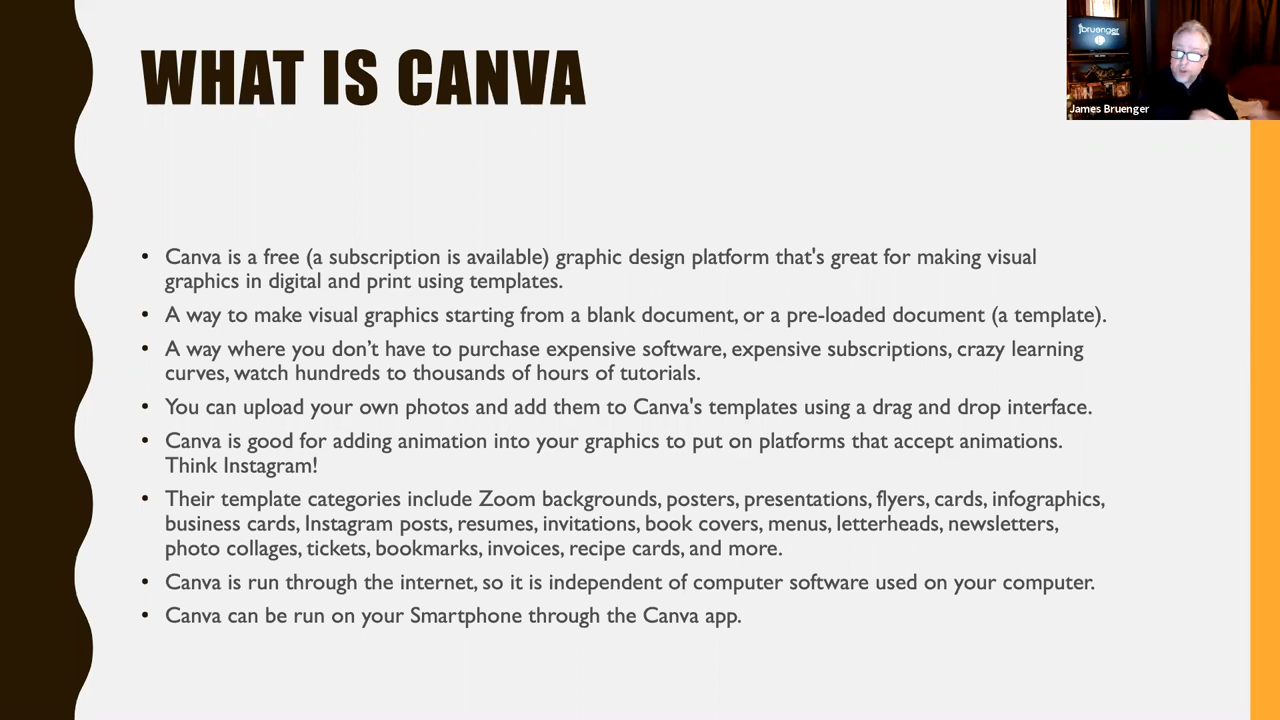 WHAT IS CANVA
jbruenger
James Bruenger
• Canva is a free (a subscription is available) graphic design platform that's great for making visual
graphics in digital and print using templates.
• A way to make visual graphics starting from a blank document, or a pre-loaded document (a template).
• A way where you don’t have to purchase expensive software, expensive subscriptions, crazy learning
curves, watch hundreds to thousands of hours of tutorials.
• You can upload your own photos and add them to Canva's templates using a drag and drop interface.
• Canva is good for adding animation into your graphics to put on platforms that accept animations.
Think Instagram!
• Their template categories include Zoom backgrounds, posters, presentations, flyers, cards, infographics,
business cards, Instagram posts, resumes, invitations, book covers, menus, letterheads, newsletters,
photo collages, tickets, bookmarks, invoices, recipe cards, and more.
• Canva is run through the internet, so it is independent of computer software used on your computer.
• Canva can be run on your Smartphone through the Canva app.